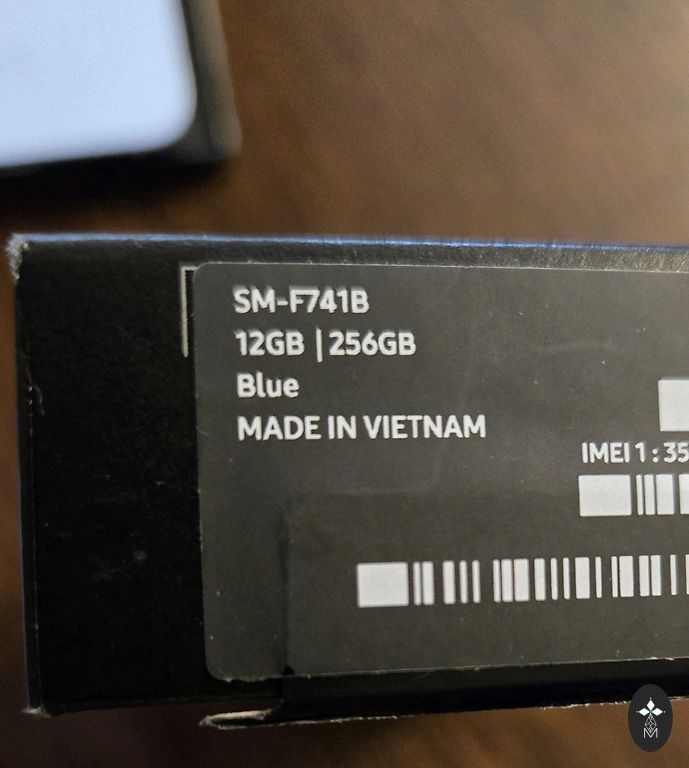 SM-F741B
12GB | 256GB
Blue
MADE IN VIETNAM
IMEI 1 : 35
M